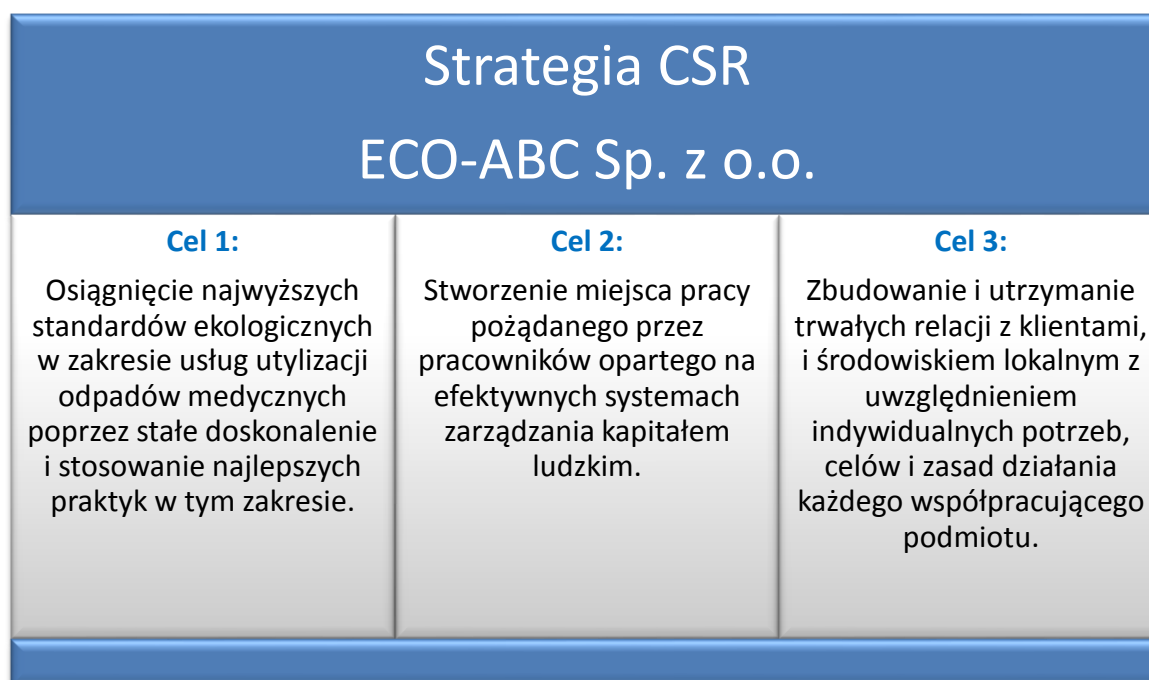 Strategia CSR
ECO-ABC Sp. z o.o.
Cel 1:
Osiągnięcie najwyższych
standardów ekologicznych
w zakresie usług utylizacji
odpadów medycznych
poprzez stałe doskonalenie
i stosowanie najlepszych
praktyk w tym zakresie.
Cel 2:
Stworzenie miejsca pracy
pożądanego przez
pracowników opartego na
efektywnych systemach
zarządzania kapitałem
ludzkim.
Cel 3:
Zbudowanie i utrzymanie
trwałych relacji z klientami,
i środowiskiem lokalnym z
uwzględnieniem
indywidualnych potrzeb,
celów i zasad działania
każdego współpracującego
podmiotu.